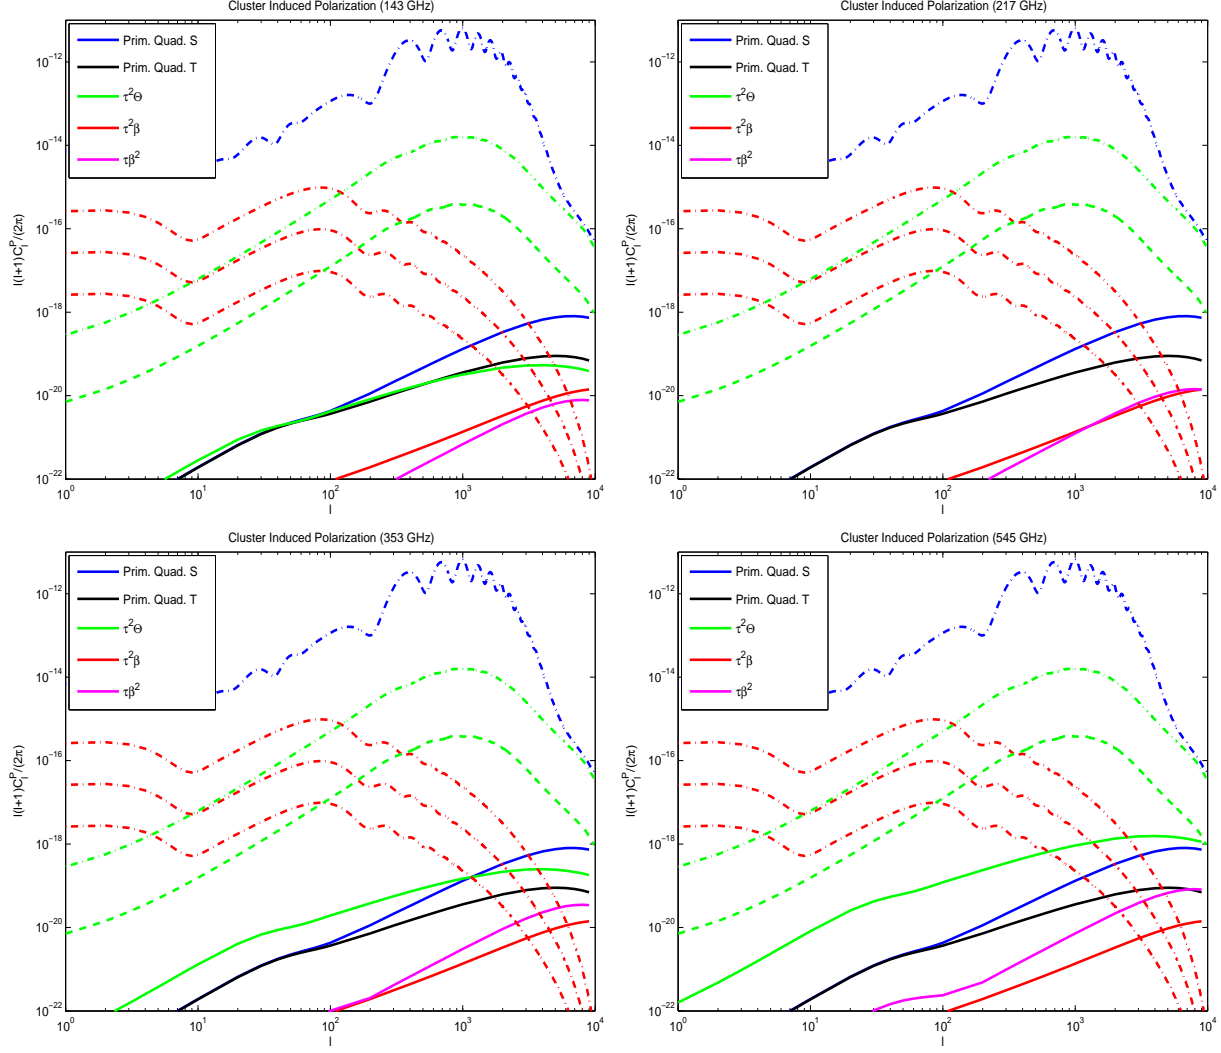 Cluster Induced Polarization (143 GHz)
Prim. Quad. S
Prim. Quad. T
τ²Θ
τ²β
τβ²
l(l+1)C_l^P/(2π)
10⁻¹²
10⁻¹⁴
10⁻¹⁶
10⁻¹⁸
10⁻²⁰
10⁻²²
10⁰ 10¹ 10² 10³ 10⁴
l
Cluster Induced Polarization (217 GHz)
Prim. Quad. S
Prim. Quad. T
τ²Θ
τ²β
τβ²
l(l+1)C_l^P/(2π)
10⁻¹²
10⁻¹⁴
10⁻¹⁶
10⁻¹⁸
10⁻²⁰
10⁻²²
10⁰ 10¹ 10² 10³ 10⁴
l
Cluster Induced Polarization (353 GHz)
Prim. Quad. S
Prim. Quad. T
τ²Θ
τ²β
τβ²
l(l+1)C_l^P/(2π)
10⁻¹²
10⁻¹⁴
10⁻¹⁶
10⁻¹⁸
10⁻²⁰
10⁻²²
10⁰ 10¹ 10² 10³ 10⁴
l
Cluster Induced Polarization (545 GHz)
Prim. Quad. S
Prim. Quad. T
τ²Θ
τ²β
τβ²
l(l+1)C_l^P/(2π)
10⁻¹²
10⁻¹⁴
10⁻¹⁶
10⁻¹⁸
10⁻²⁰
10⁻²²
10⁰ 10¹ 10² 10³ 10⁴
l